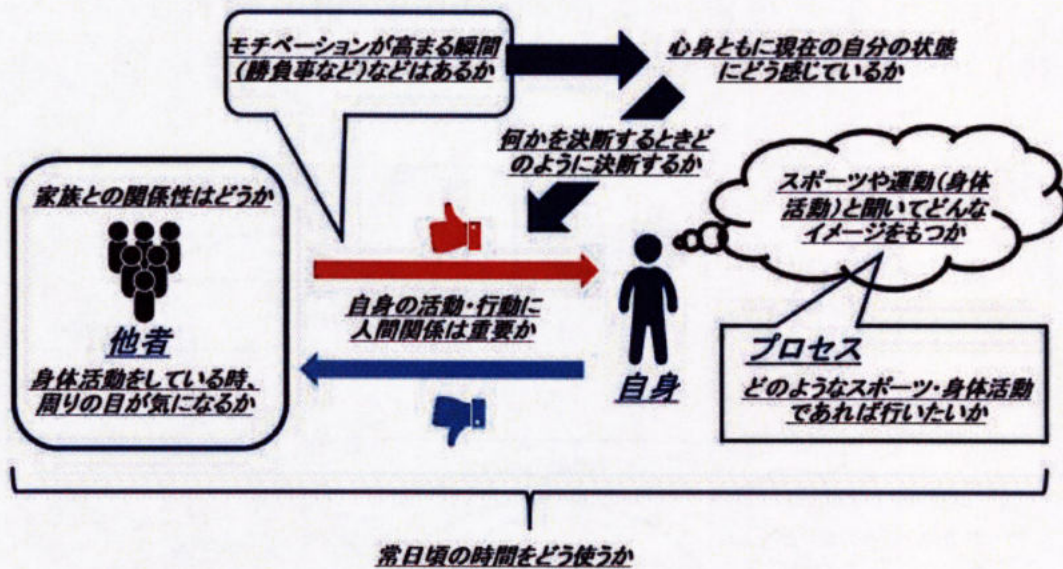 モチベーションが高まる瞬間
(勝負事など)などはあるか
心身ともに現在の自分の状態
にどう感じているか
何かを決断するときど
のように決断するか
家族との関係性はどうか
他者
身体活動をしている時、
周りの目が気になるか
自身の活動・行動に
人間関係は重要か
自身
スポーツや運動(身体
活動)と聞いてどんな
イメージをもつか
プロセス
どのようなスポーツ・身体活動
であれば行いたいか
常日頃の時間をどう使うか